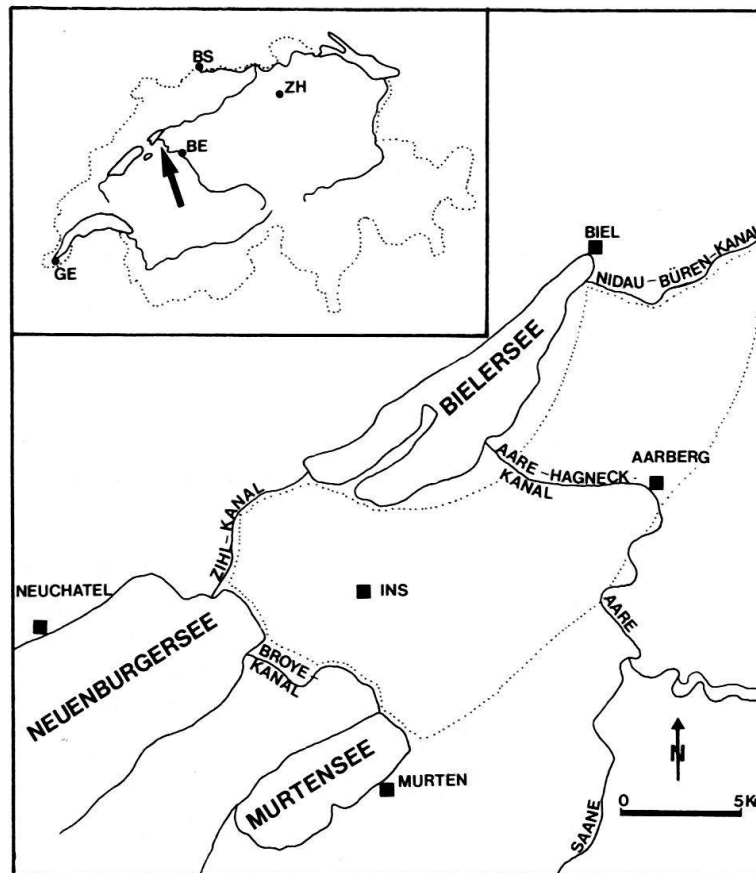 BS
ZH
BE
GE
BIEL
NIDAU-BÜREN-KANAL
BIELERSEE
AARE-HAGNECK
KANAL
AARBERG
ZIHL-KANAL
NEUCHATEL
INS
AARE
NEUENBURGERSEE
BROYE-
KANAL
MURTENSEE
MURTEN
N
SAANE
0 5K